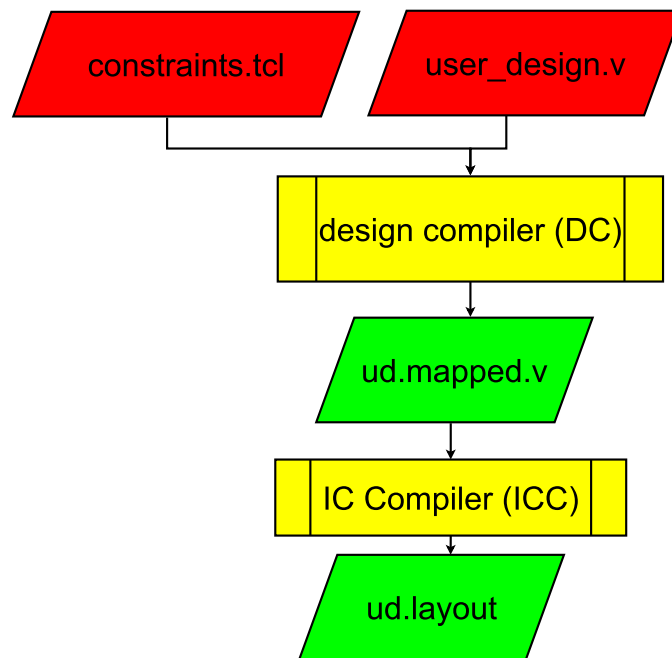 constraints.tcl
user_design.v
design compiler (DC)
ud.mapped.v
IC Compiler (ICC)
ud.layout